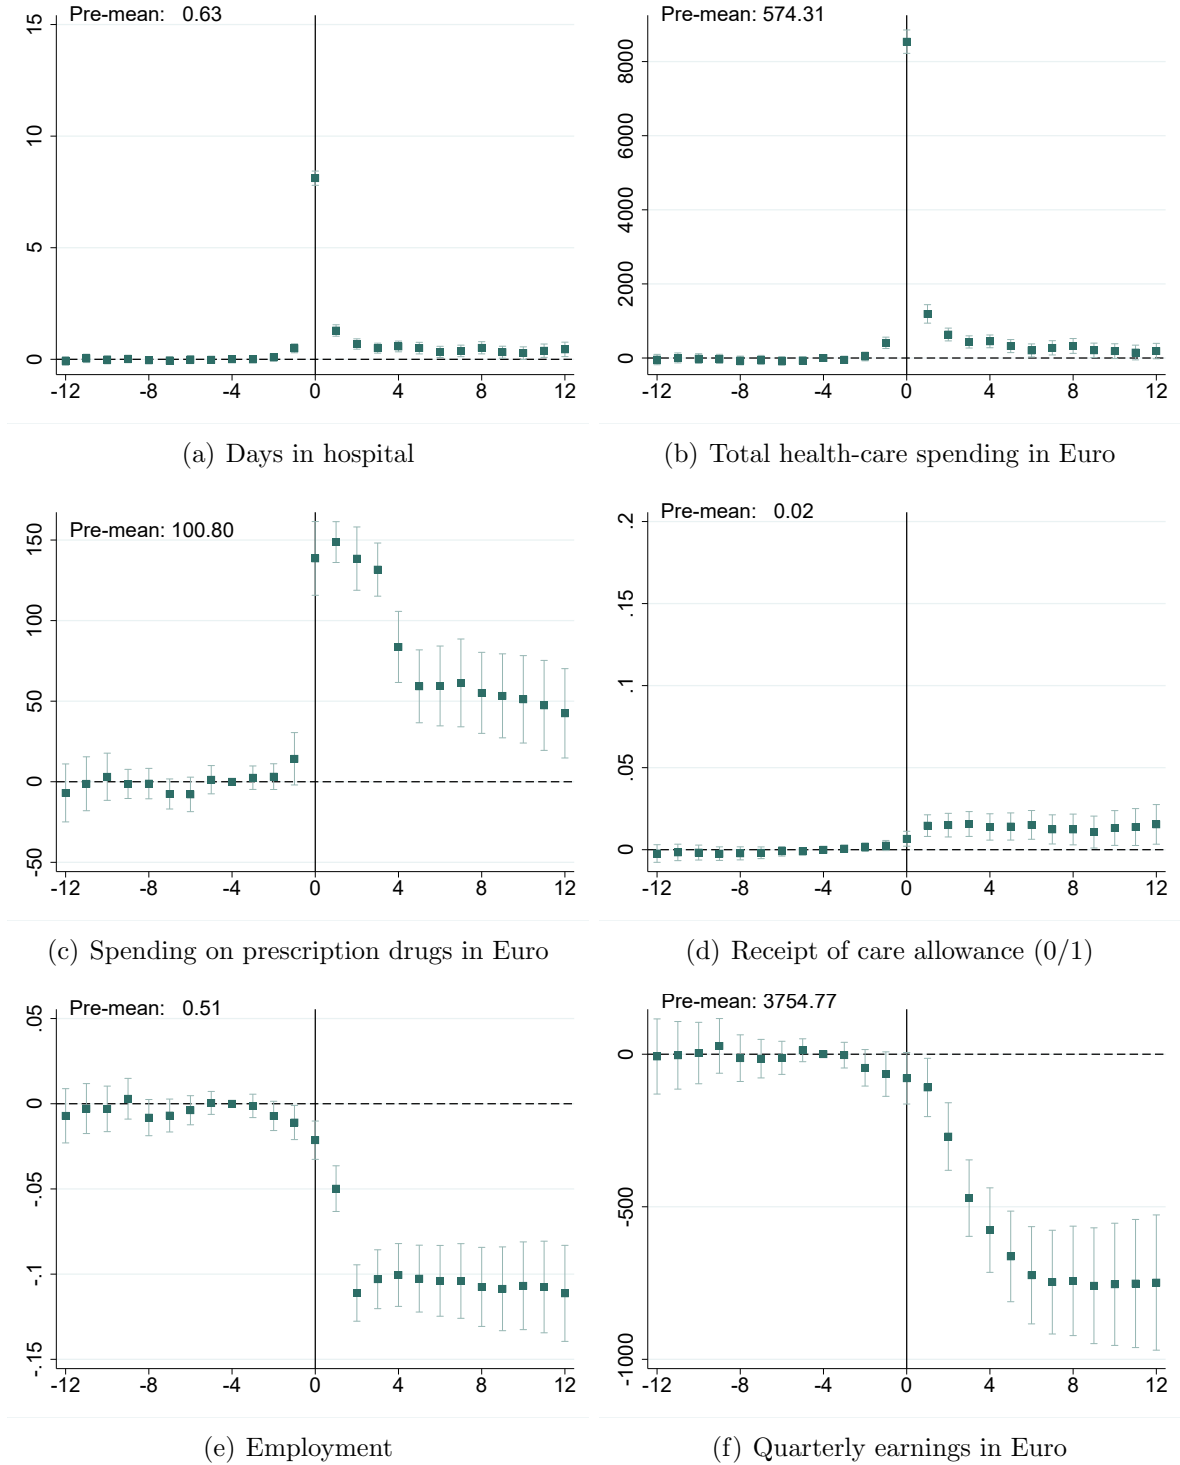 Pre-mean: 0.63
15
10
5
0
-12 -8 -4 0 4 8 12
(a) Days in hospital
Pre-mean: 574.31
8000
6000
4000
2000
0
-12 -8 -4 0 4 8 12
(b) Total health-care spending in Euro
Pre-mean: 100.80
150
100
50
0
-50
-12 -8 -4 0 4 8 12
(c) Spending on prescription drugs in Euro
Pre-mean: 0.02
.2
.15
.1
.05
0
-12 -8 -4 0 4 8 12
(d) Receipt of care allowance (0/1)
Pre-mean: 0.51
.05
0
-.05
-.1
-.15
-12 -8 -4 0 4 8 12
(e) Employment
Pre-mean: 3754.77
0
-500
-1000
-12 -8 -4 0 4 8 12
(f) Quarterly earnings in Euro